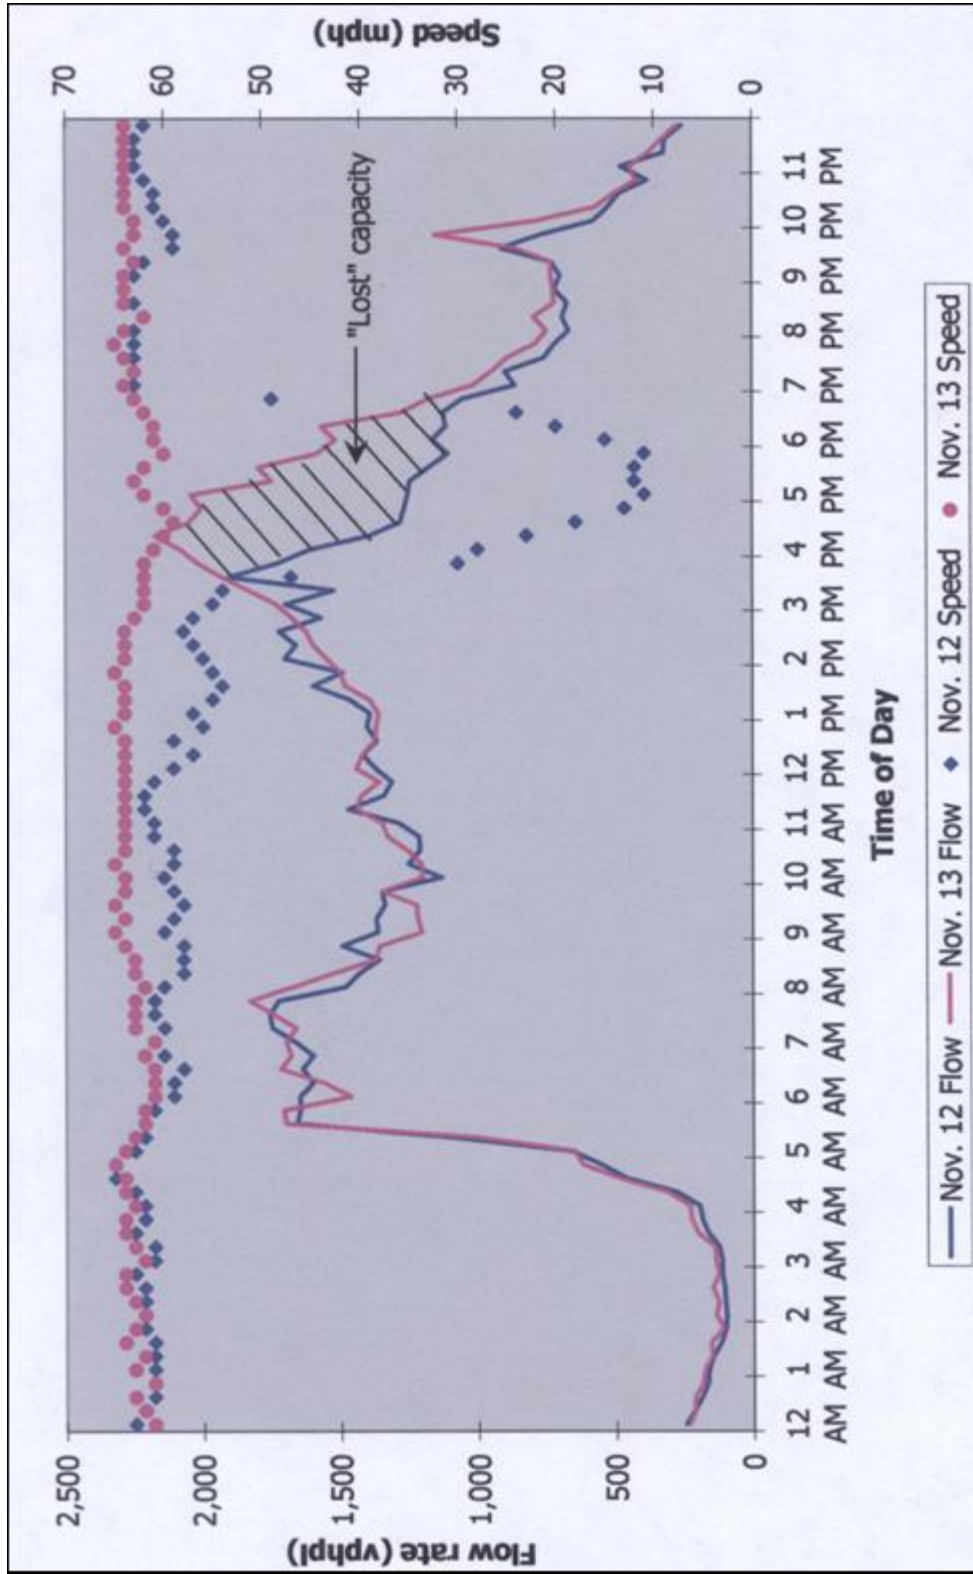 Flow rate (vphpl)
2,500
2,000
1,500
1,000
500
0
Speed (mph)
70
60
50
40
30
20
10
0
"Lost" capacity
12 1 2 3 4 5 6 7 8 9 10 11 12 1 2 3 4 5 6 7 8 9 10 11
AM AM AM AM AM AM AM AM AM AM AM AM PM PM PM PM PM PM PM PM PM PM PM PM
Time of Day
Nov. 12 Flow Nov. 13 Flow Nov. 12 Speed Nov. 13 Speed